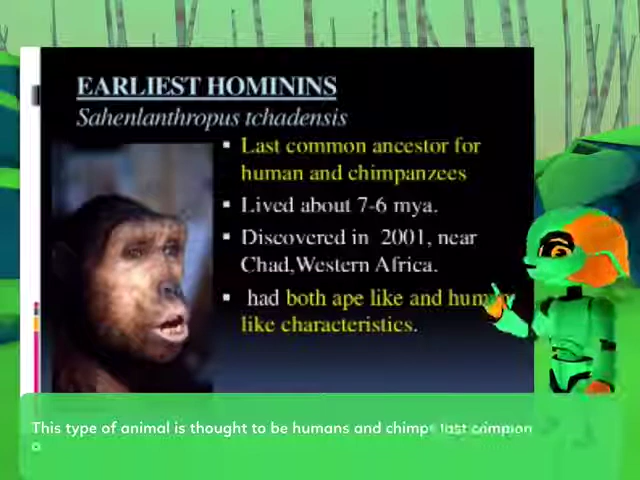 EARLIEST HOMININS
Sahenlanthropus tchadensis
▪ Last common ancestor for
human and chimpanzees
▪ Lived about 7-6 mya.
▪ Discovered in 2001, near
Chad,Western Africa.
▪ had both ape like and human
like characteristics.
This type of animal is thought to be humans and chimps last common